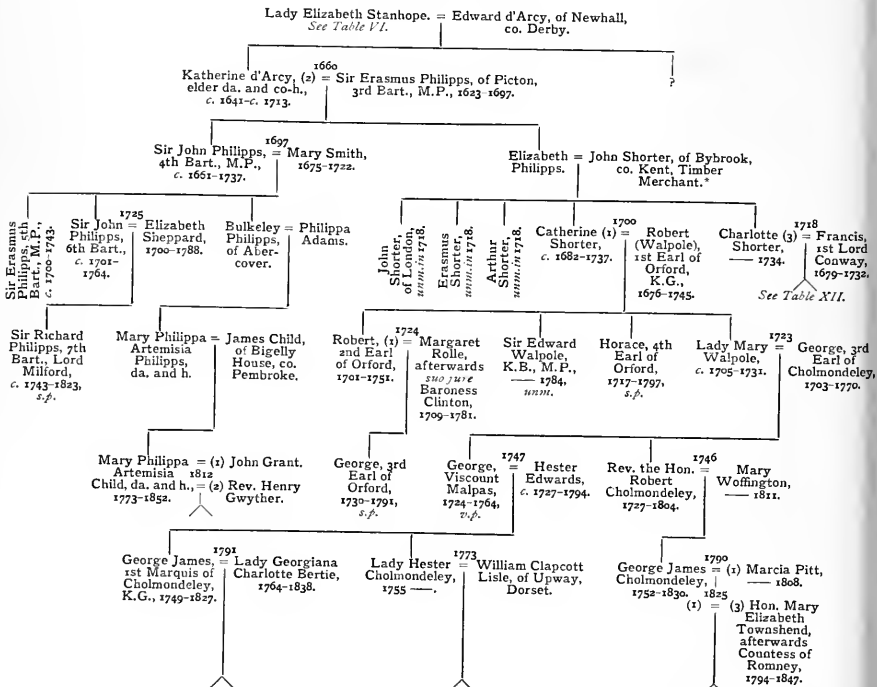 Lady Elizabeth Stanhope. = Edward d'Arcy, of Newhall,
See Table VI. co. Derby.
1660
Katherine d'Arcy, (2) = Sir Erasmus Philipps, of Picton,
elder da. and co-h., 3rd Bart., M.P., 1623-1697.
c. 1641-c. 1713.
?
1697
Sir John Philipps, = Mary Smith,
4th Bart., M.P., 1675-1722.
c. 1661-1737.
Elizabeth = John Shorter, of Bybrook,
Philipps. co. Kent, Timber
Merchant.*
Sir Erasmus
Philipps, 5th
Bart., M.P.,
c. 1700-1743.
1725
Sir John = Elizabeth
Philipps, Sheppard,
6th Bart., 1700-1788.
c. 1701-
1764.
Bulkeley = Philippa
Philipps, Adams.
of Aber-
cover.
John
Shorter,
of London,
unm. in 1718.
Erasmus
Shorter,
unm. in 1718.
Arthur
Shorter,
unm. in 1718.
1700
Catherine (1) = Robert
Shorter, (Walpole),
c. 1682-1737. 1st Earl of
Orford,
K.G.,
1676-1745.
1718
Charlotte (3) = Francis,
Shorter, 1st Lord
— 1734. Conway,
1679-1732.
See Table XII.
Sir Richard
Philipps, 7th
Bart., Lord
Milford,
c. 1743-1823,
s.p.
Mary Philippa = James Child,
Artemisia of Bigelly
Philipps, House, co.
da. and h. Pembroke.
1724
Robert, (1) = Margaret
2nd Earl Rolle,
of Orford, afterwards
1701-1751. suo jure
Baroness
Clinton,
1709-1781.
Sir Edward
Walpole,
K.B., M.P.,
— 1784,
unm.
Horace, 4th
Earl of
Orford,
1717-1797,
s.p.
1723
Lady Mary = George, 3rd
Walpole, Earl of
c. 1705-1731. Cholmondeley,
1703-1770.
Mary Philippa = (1) John Grant.
Artemisia 1812
Child, da. and h., = (2) Rev. Henry
1773-1852. Gwyther.
George, 3rd
Earl of
Orford,
1730-1791,
s.p.
1747
George, = Hester
Viscount Edwards,
Malpas, c. 1727-1794.
1724-1764,
v.p.
1746
Rev. the Hon. = Mary
Robert Woffington,
Cholmondeley, — 1811.
1727-1804.
1791
George James, = Lady Georgiana
1st Marquis of Charlotte Bertie,
Cholmondeley, 1764-1838.
K.G., 1749-1827.
1773
Lady Hester = William Clapcott
Cholmondeley, Lisle, of Upway,
1755 —. Dorset.
1790
George James = (1) Marcia Pitt,
Cholmondeley, — 1808.
1752-1830. 1825
(1) = (3) Hon. Mary
Elizabeth
Townshend,
afterwards
Countess of
Romney,
1794-1847.